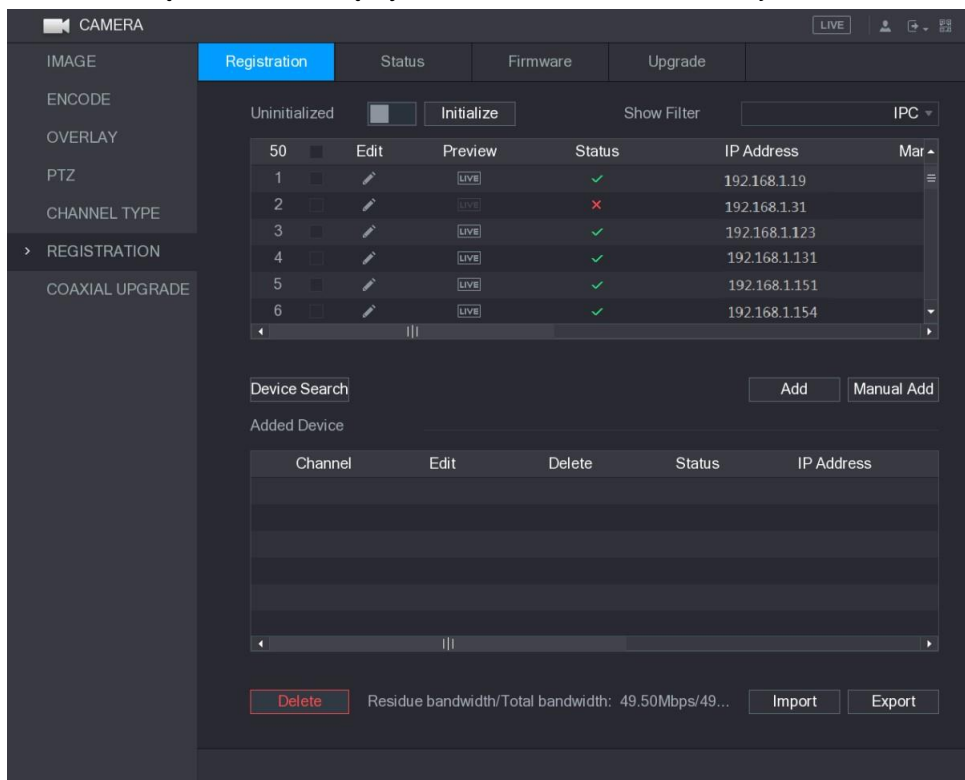 CAMERA LIVE
IMAGE
ENCODE
OVERLAY
PTZ
CHANNEL TYPE
REGISTRATION
COAXIAL UPGRADE
Registration Status Firmware Upgrade
Uninitialized Initialize Show Filter IPC
50 Edit Preview Status IP Address Mar
1 LIVE 192.168.1.19
2 LIVE 192.168.1.31
3 LIVE 192.168.1.123
4 LIVE 192.168.1.131
5 LIVE 192.168.1.151
6 LIVE 192.168.1.154
Device Search Add Manual Add
Added Device
Channel Edit Delete Status IP Address
Delete Residue bandwidth/Total bandwidth: 49.50Mbps/49... Import Export